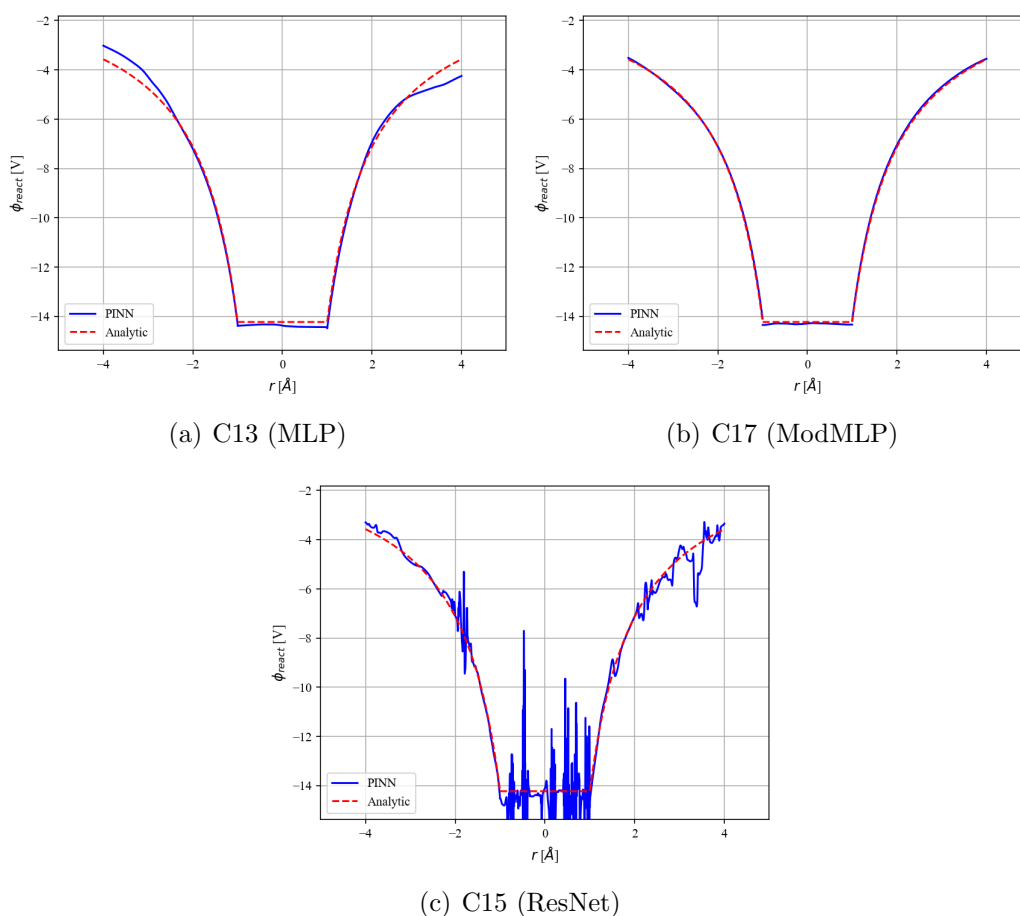 −2
−4
−6
−8
−10
−12
−14
ϕreact [V]
PINN
Analytic
−4 −2 0 2 4
r [Å]
(a) C13 (MLP)
−2
−4
−6
−8
−10
−12
−14
ϕreact [V]
PINN
Analytic
−4 −2 0 2 4
r [Å]
(b) C17 (ModMLP)
−2
−4
−6
−8
−10
−12
−14
ϕreact [V]
PINN
Analytic
−4 −2 0 2 4
r [Å]
(c) C15 (ResNet)